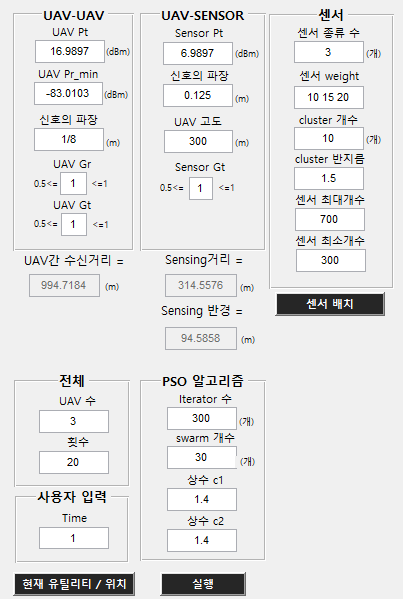 UAV-UAV
UAV Pt
16.9897 (dBm)
UAV Pr_min
-83.0103 (dBm)
신호의 파장
1/8 (m)
UAV Gr
0.5<= 1 <=1
UAV Gt
0.5<= 1 <=1
UAV간 수신거리 =
994.7184 (m)
UAV-SENSOR
Sensor Pt
6.9897 (dBm)
신호의 파장
0.125 (m)
UAV 고도
300 (m)
Sensor Gt
0.5<= 1 <=1
Sensing거리 =
314.5576 (m)
Sensing 반경 =
94.5858 (m)
센서
센서 종류 수
3 (개)
센서 weight
10 15 20
cluster 개수
10 (개)
cluster 반지름
1.5
센서 최대개수
700
센서 최소개수
300
센서 배치
전체
UAV 수
3
횟수
20
사용자 입력
Time
1
현재 유틸리티 / 위치
PSO 알고리즘
Iterator 수
300 (개)
swarm 개수
30 (개)
상수 c1
1.4
상수 c2
1.4
실행